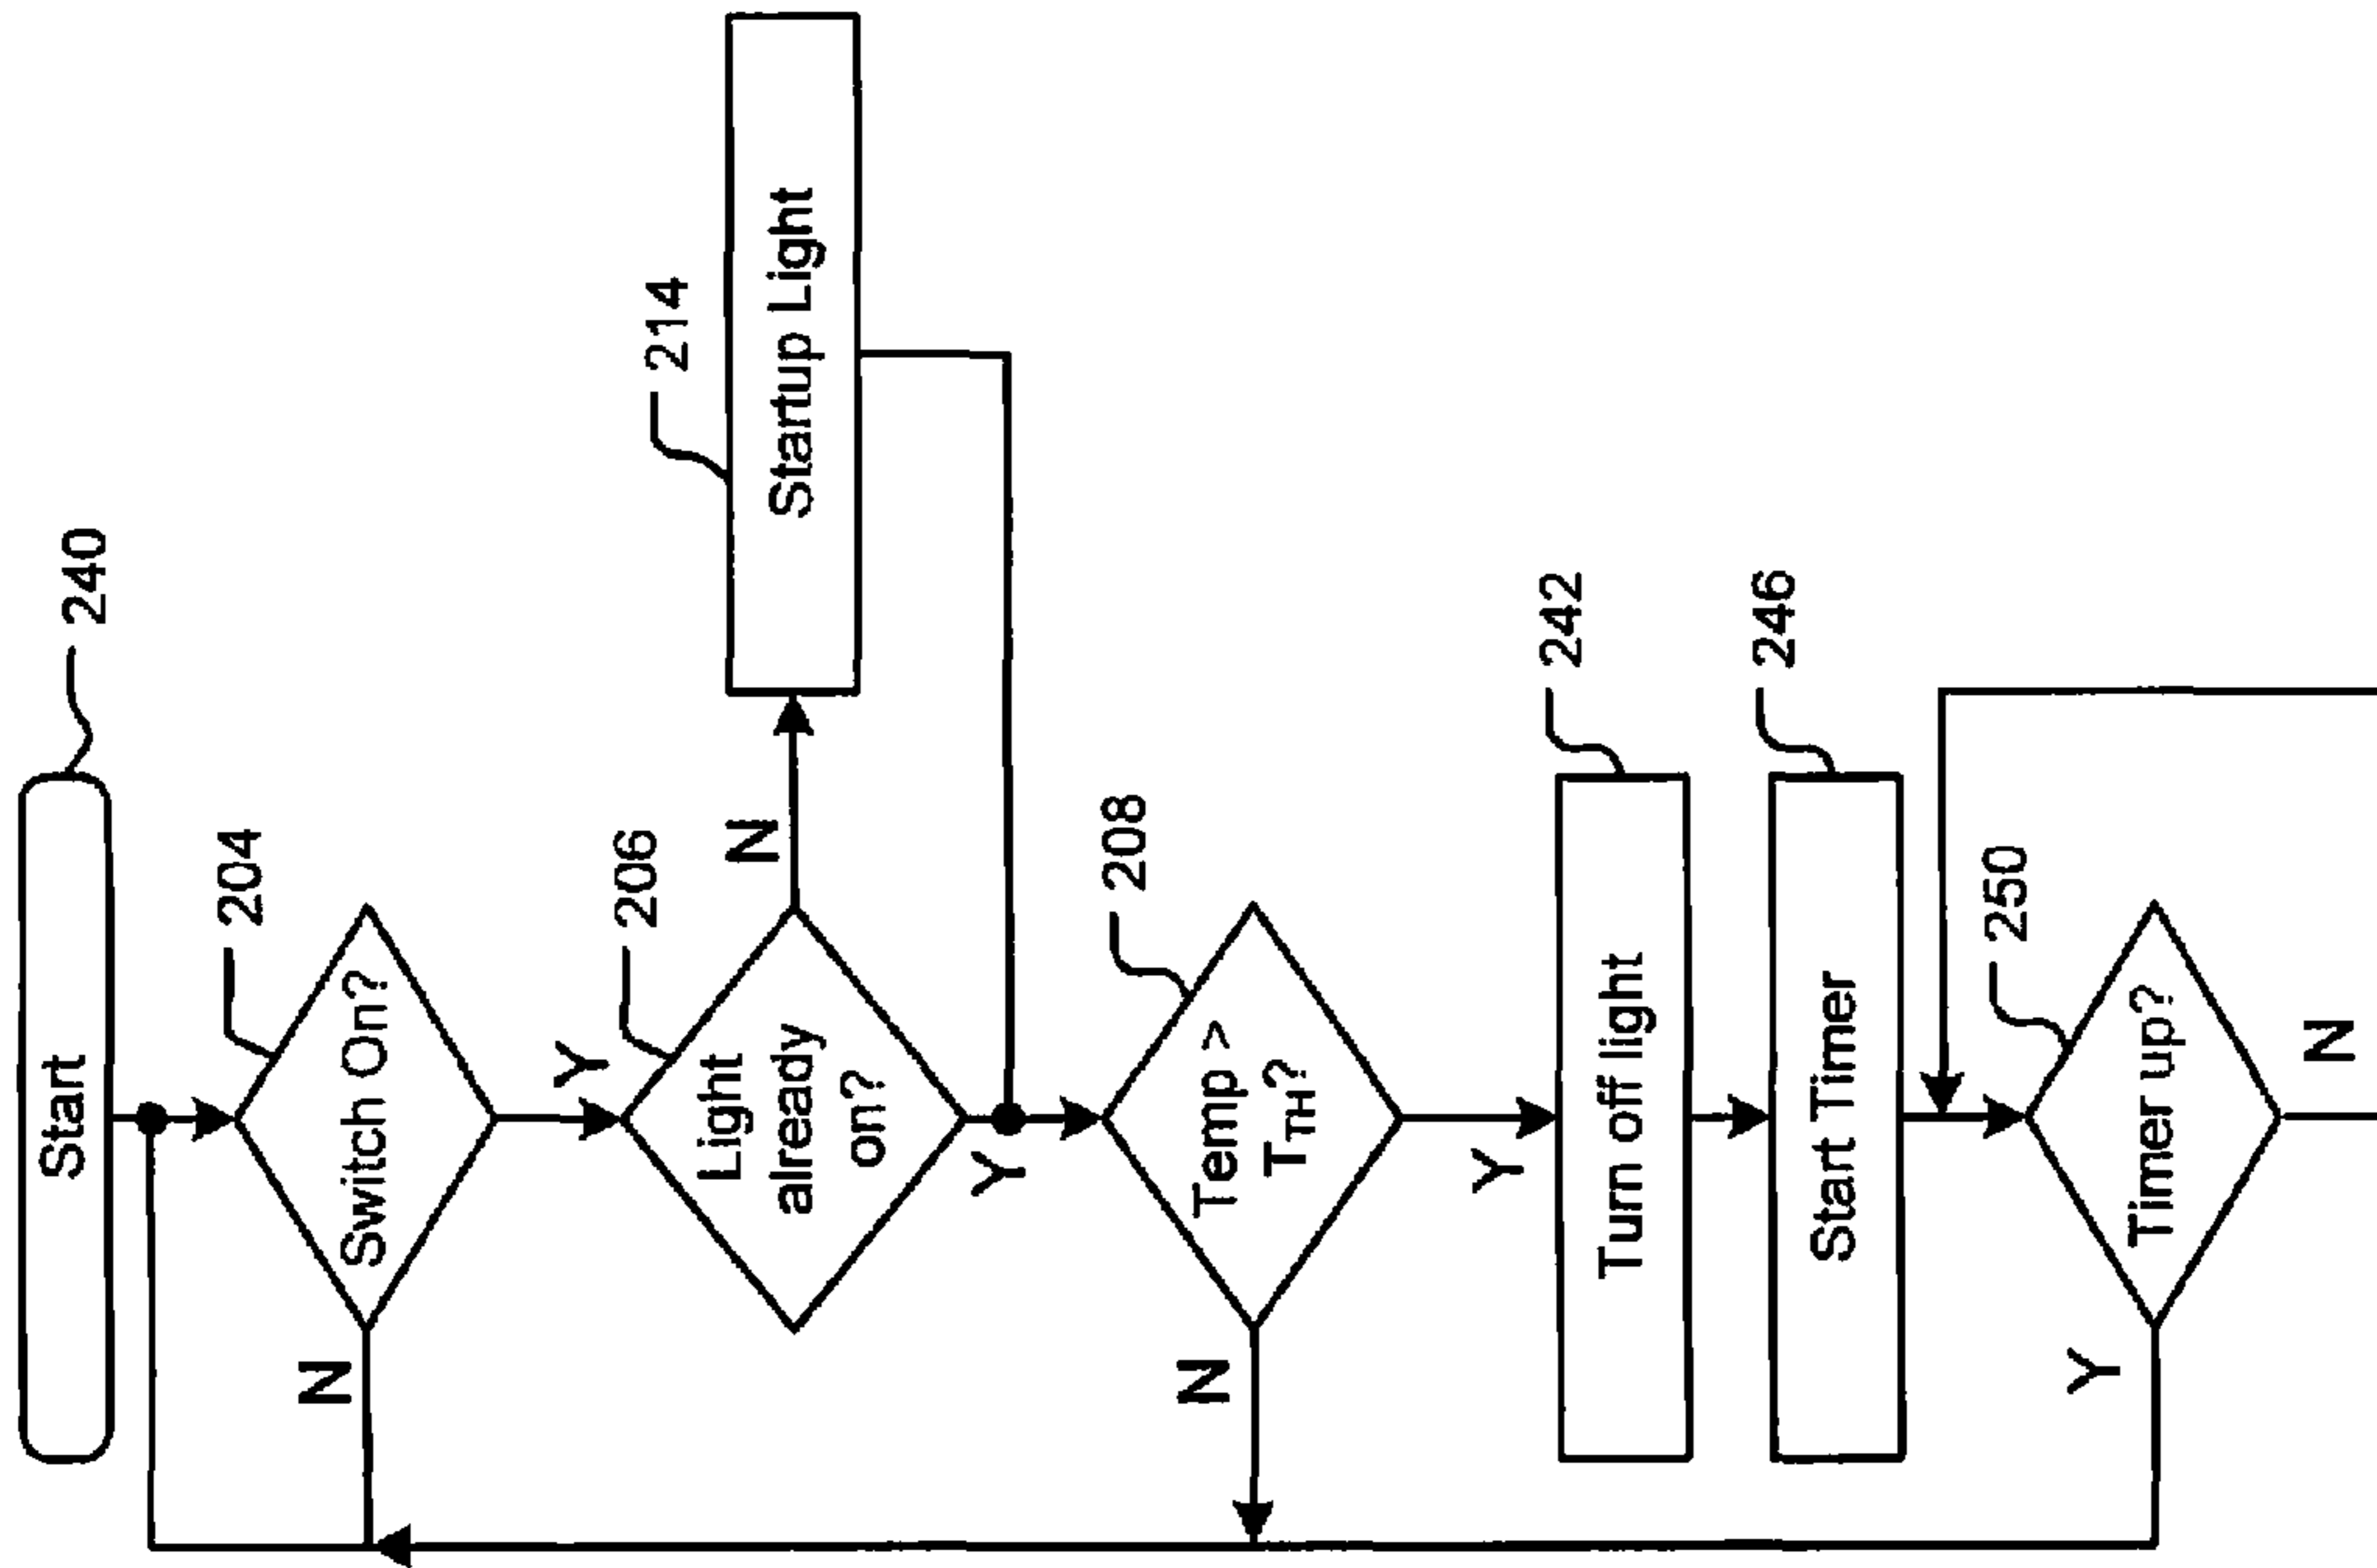 Start
240
Switch On?
204
N
Y
Light
already
on?
206
N
Startup Light
214
Y
Temp >
TTH?
208
N
Y
Turn off light
242
Start Timer
246
Timer up?
250
Y
N